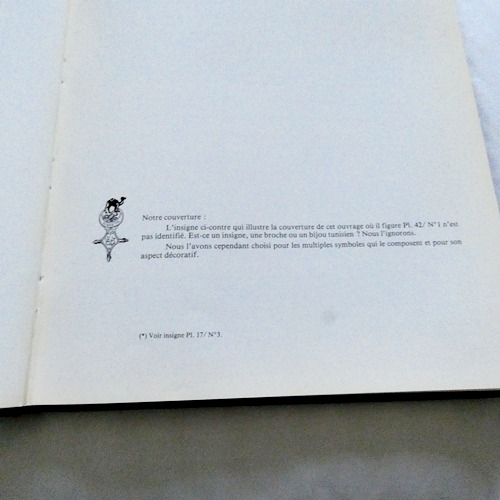 Notre couverture :
L'insigne ci-contre qui illustre la couverture de cet ouvrage où il figure Pl. 42/ N°1 n'est
pas identifié. Est-ce un insigne, une broche ou un bijou tunisien ? Nous l'ignorons.
Nous l'avons cependant choisi pour les multiples symboles qui le composent et pour son
aspect décoratif.
(*) Voir insigne Pl. 17/ N°3.